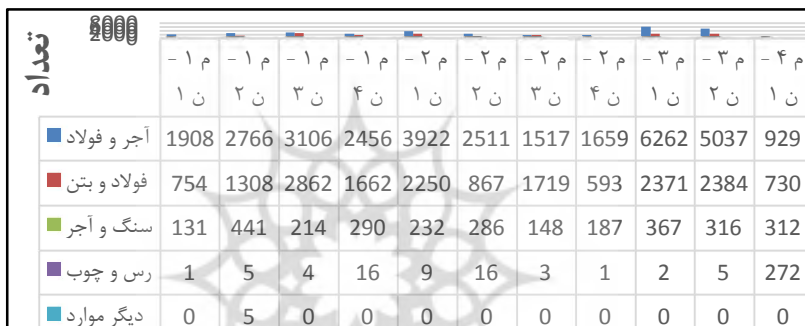 8000
6000
4000
2000
0
تعداد
م ۱ - ن ۱ م ۱ - ن ۲ م ۱ - ن ۳ م ۱ - ن ۴ م ۲ - ن ۱ م ۲ - ن ۲ م ۲ - ن ۳ م ۲ - ن ۴ م ۳ - ن ۱ م ۳ - ن ۲ م ۴ - ن ۱
آجر و فولاد 1908 2766 3106 2456 3922 2511 1517 1659 6262 5037 929
فولاد و بتن 754 1308 2862 1662 2250 867 1719 593 2371 2384 730
سنگ و آجر 131 441 214 290 232 286 148 187 367 316 312
رس و چوب 1 5 4 16 9 16 3 1 2 5 272
دیگر موارد 0 5 0 0 0 0 0 0 0 0 0